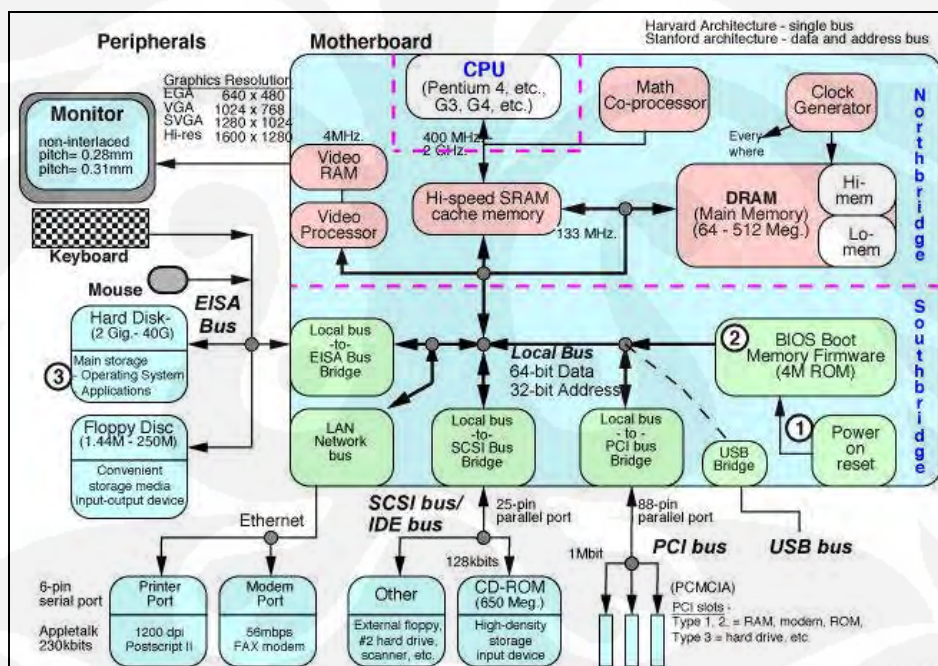 Peripherals
Motherboard
Harvard Architecture - single bus
Stanford architecture - data and address bus
Graphics Resolution
EGA 640 x 480
VGA 1024 x 768
SVGA 1280 x 1024
Hi-res 1600 x 1280
Monitor
non-interlaced
pitch= 0.28mm
pitch= 0.31mm
Keyboard
Mouse
EISA
Bus
CPU
(Pentium 4, etc.,
G3, G4, etc.)
400 MHz -
2 GHz.
Math
Co-processor
Clock
Generator
Every
where
4MHz.
Video
RAM
Video
Processor
Hi-speed SRAM
cache memory
133 MHz.
DRAM
(Main Memory)
(64 - 512 Meg.)
Hi-
mem
Lo-
mem
Northbridge
Southbridge
Hard Disk-
(2 Gig.- 40G)
3
Main storage
- Operating System
Applications
Floppy Disc
(1.44M - 250M)
Convenient
storage media
input-output device
Local bus
-to-
EISA Bus
Bridge
Local Bus
64-bit Data
32-bit Address
2
BIOS Boot
Memory Firmware
(4M ROM)
1
Power
on
reset
LAN
Network
bus
Local bus
-to-
SCSI Bus
Bridge
Local bus
- to -
PCI bus
Bridge
USB
Bridge
Ethernet
SCSI bus/
IDE bus
25-pin
parallel port
88-pin
parallel port
PCI bus
USB bus
128kbits
1Mbit
6-pin
serial port
Appletalk
230kbits
Printer
Port
1200 dpi
Postscript II
Modem
Port
56mbps
FAX modem
Other
External floppy,
#2 hard drive,
scanner, etc.
CD-ROM
(650 Meg.)
High-density
storage
input device
(PCMCIA)
PCI slots -
Type 1, 2, = RAM, modem, ROM,
Type 3 = hard drive, etc.